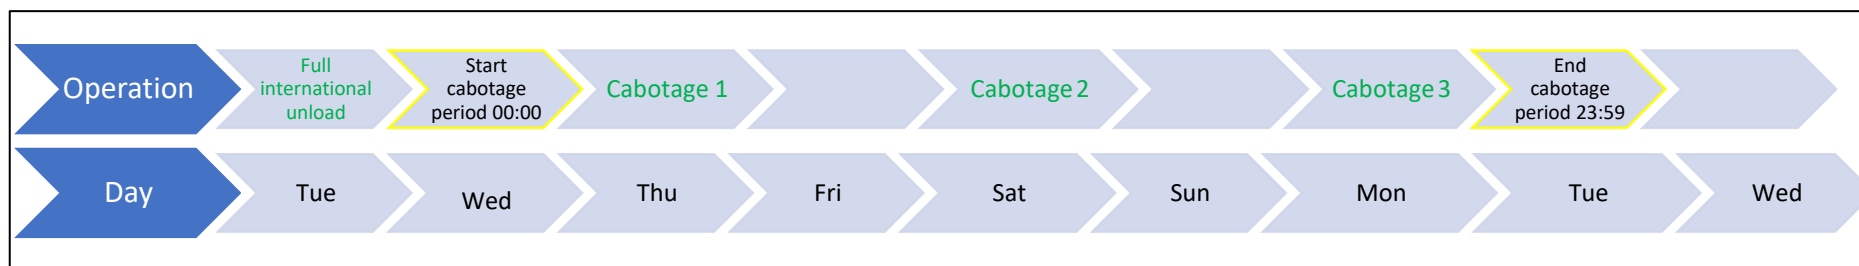 Operation
Full
international
unload
Start
cabotage
period 00:00
Cabotage 1
Cabotage 2
Cabotage 3
End
cabotage
period 23:59
Day
Tue
Wed
Thu
Fri
Sat
Sun
Mon
Tue
Wed